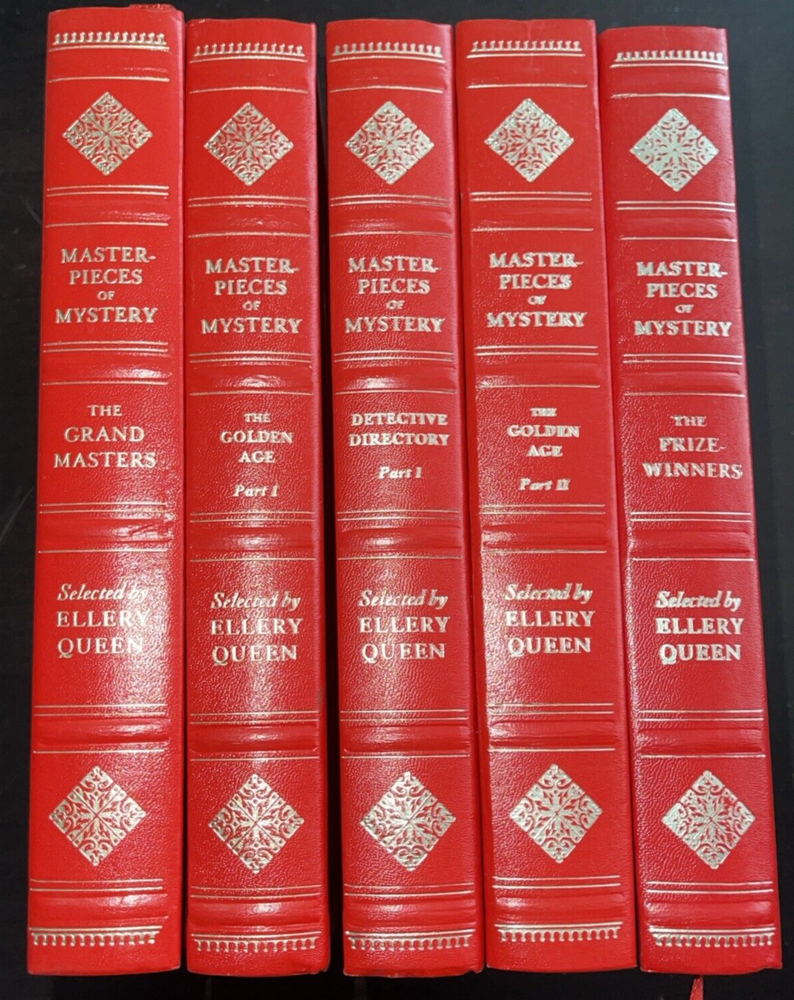 MASTER-
PIECES
OF
MYSTERY
THE
GRAND
MASTERS
Selected by
ELLERY
QUEEN
MASTER-
PIECES
OF
MYSTERY
THE
GOLDEN
AGE
Part I
Selected by
ELLERY
QUEEN
MASTER-
PIECES
OF
MYSTERY
DETECTIVE
DIRECTORY
Part I
Selected by
ELLERY
QUEEN
MASTER-
PIECES
OF
MYSTERY
THE
GOLDEN
AGE
Part II
Selected by
ELLERY
QUEEN
MASTER-
PIECES
OF
MYSTERY
THE
PRIZE-
WINNERS
Selected by
ELLERY
QUEEN